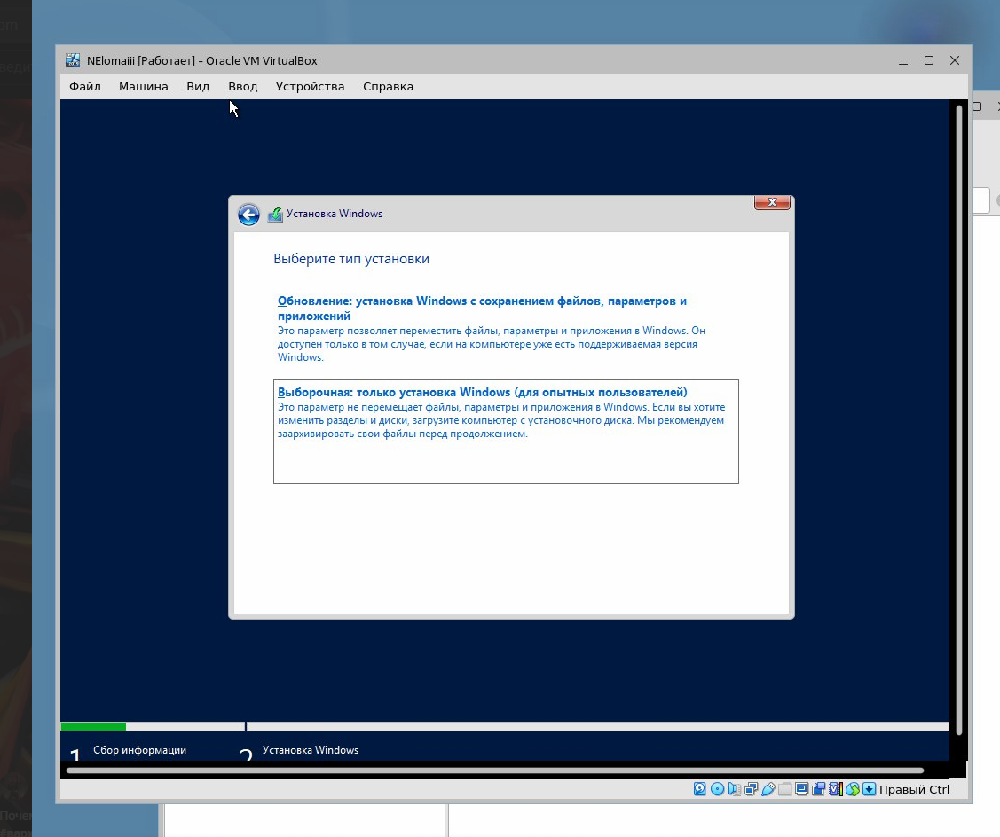 NElomaiii [Работает] - Oracle VM VirtualBox
Файл Машина Вид Ввод Устройства Справка
Установка Windows
Выберите тип установки
Обновление: установка Windows с сохранением файлов, параметров и
приложений
Это параметр позволяет переместить файлы, параметры и приложения в Windows. Он
доступен только в том случае, если на компьютере уже есть поддерживаемая версия
Windows.
Выборочная: только установка Windows (для опытных пользователей)
Это параметр не перемещает файлы, параметры и приложения в Windows. Если вы хотите
изменить разделы и диски, загрузите компьютер с установочного диска. Мы рекомендуем
заархивировать свои файлы перед продолжением.
1 Сбор информации
2 Установка Windows
Правый Ctrl